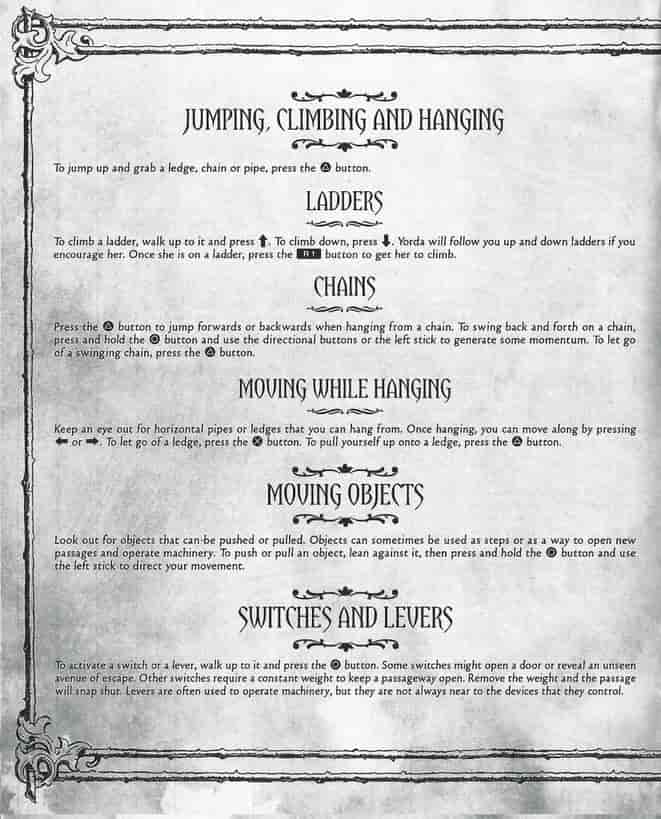 JUMPING, CLIMBING AND HANGING
To jump up and grab a ledge, chain or pipe, press the button.
LADDERS
To climb a ladder, walk up to it and press ⬆. To climb down, press ⬇. Yorda will follow you up and down ladders if you
encourage her. Once she is on a ladder, press the R1 button to get her to climb.
CHAINS
Press the button to jump forwards or backwards when hanging from a chain. To swing back and forth on a chain,
press and hold the button and use the directional buttons or the left stick to generate some momentum. To let go
of a swinging chain, press the button.
MOVING WHILE HANGING
Keep an eye out for horizontal pipes or ledges that you can hang from. Once hanging, you can move along by pressing
⬅ or ➡. To let go of a ledge, press the button. To pull yourself up onto a ledge, press the button.
MOVING OBJECTS
Look out for objects that can be pushed or pulled. Objects can sometimes be used as steps or as a way to open new
passages and operate machinery. To push or pull an object, lean against it, then press and hold the button and use
the left stick to direct your movement.
SWITCHES AND LEVERS
To activate a switch or a lever, walk up to it and press the button. Some switches might open a door or reveal an unseen
avenue of escape. Other switches require a constant weight to keep a passageway open. Remove the weight and the passage
will snap shut. Levers are often used to operate machinery, but they are not always near to the devices that they control.